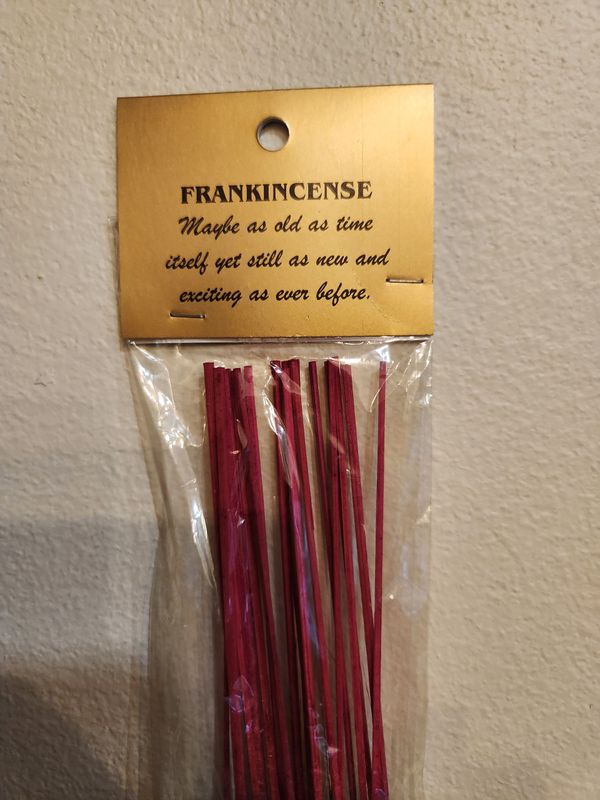 FRANKINCENSE
Maybe as old as time
itself yet still as new and
exciting as ever before.